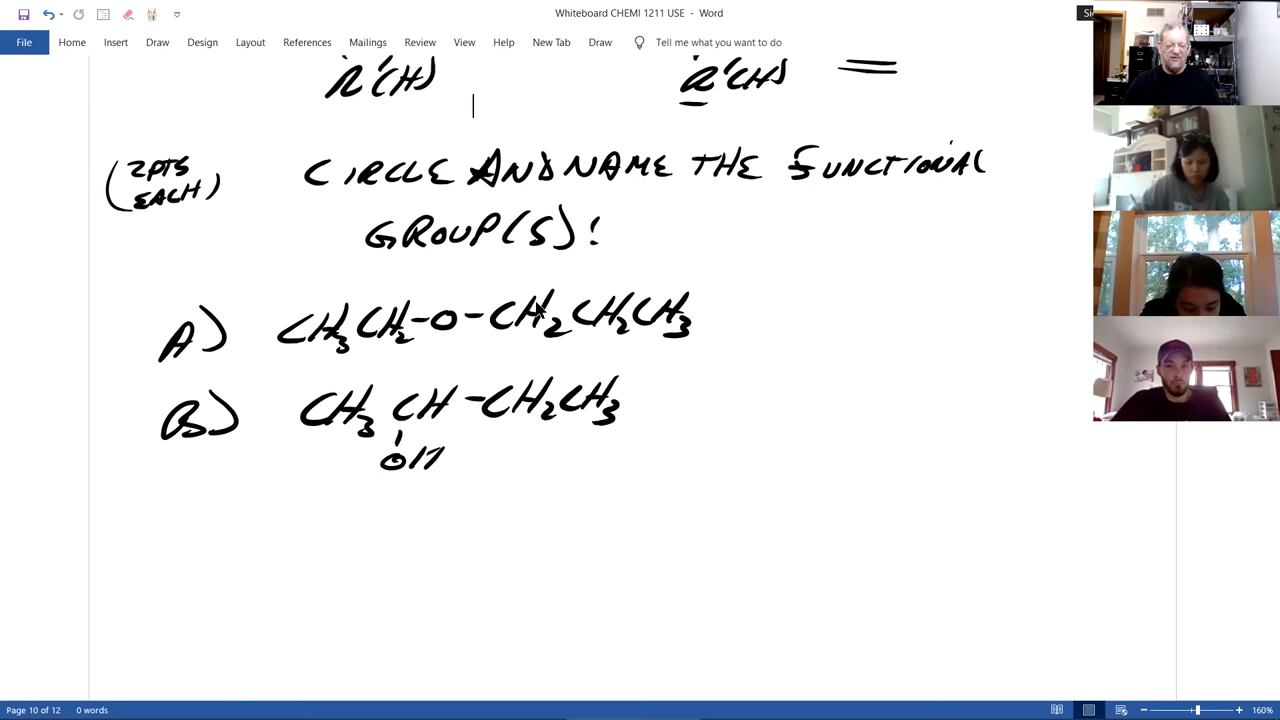 Whiteboard CHEMI 1211 USE - Word
File Home Insert Draw Design Layout References Mailings Review View Help New Tab Draw Tell me what you want to do
R'(H) R'(H)
(2PTS EACH) CIRCLE AND NAME THE FUNCTIONAL
GROUP(S):
A) CH₃CH₂-O-CH₂CH₂CH₃
B) CH₃CH-CH₂CH₃
OH
Page 10 of 12 0 words 160%